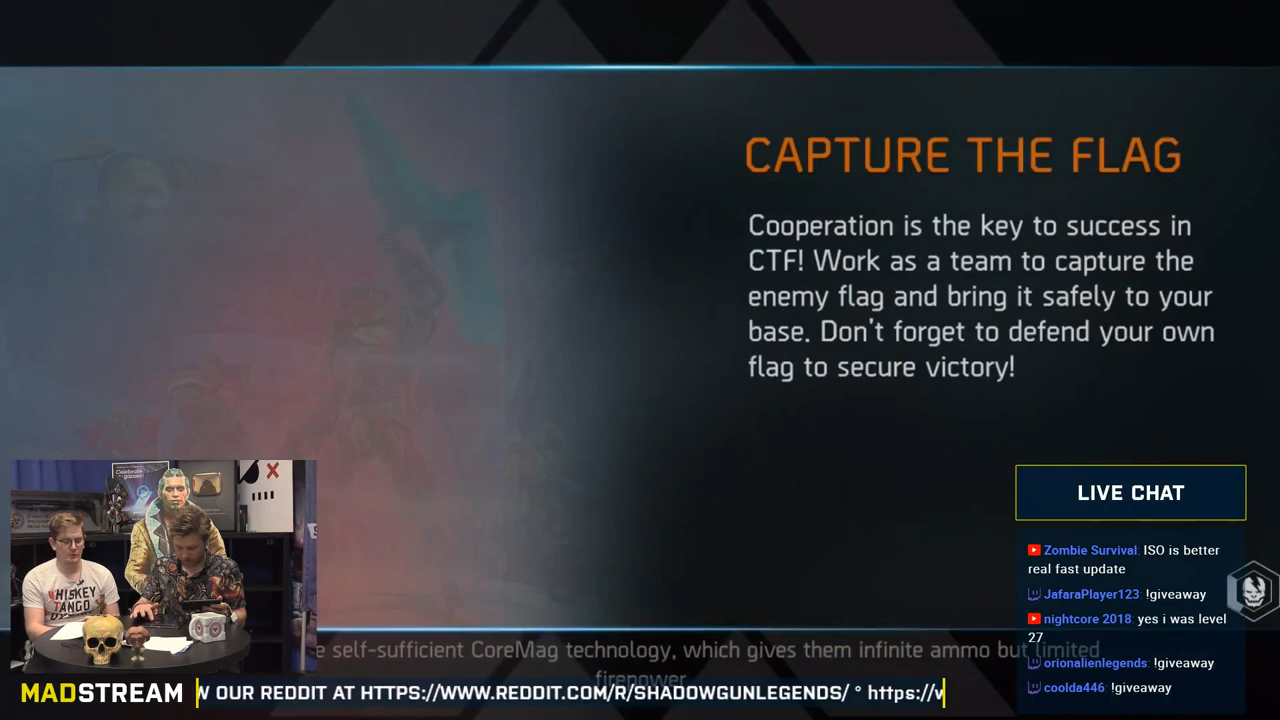 CAPTURE THE FLAG
Cooperation is the key to success in
CTF! Work as a team to capture the
enemy flag and bring it safely to your
base. Don't forget to defend your own
flag to secure victory!
Celebrate
HISKEY
TANGO
LIVE CHAT
Zombie Survival: ISO is better
real fast update
JafaraPlayer123: !giveaway
nightcore 2018: yes i was level
27
orionalienlegends: !giveaway
coolda446: !giveaway
e self-sufficient CoreMag technology, which gives them infinite ammo but limited
firepower
MADSTREAM
W OUR REDDIT AT HTTPS://WWW.REDDIT.COM/R/SHADOWGUNLEGENDS/ ° https://v